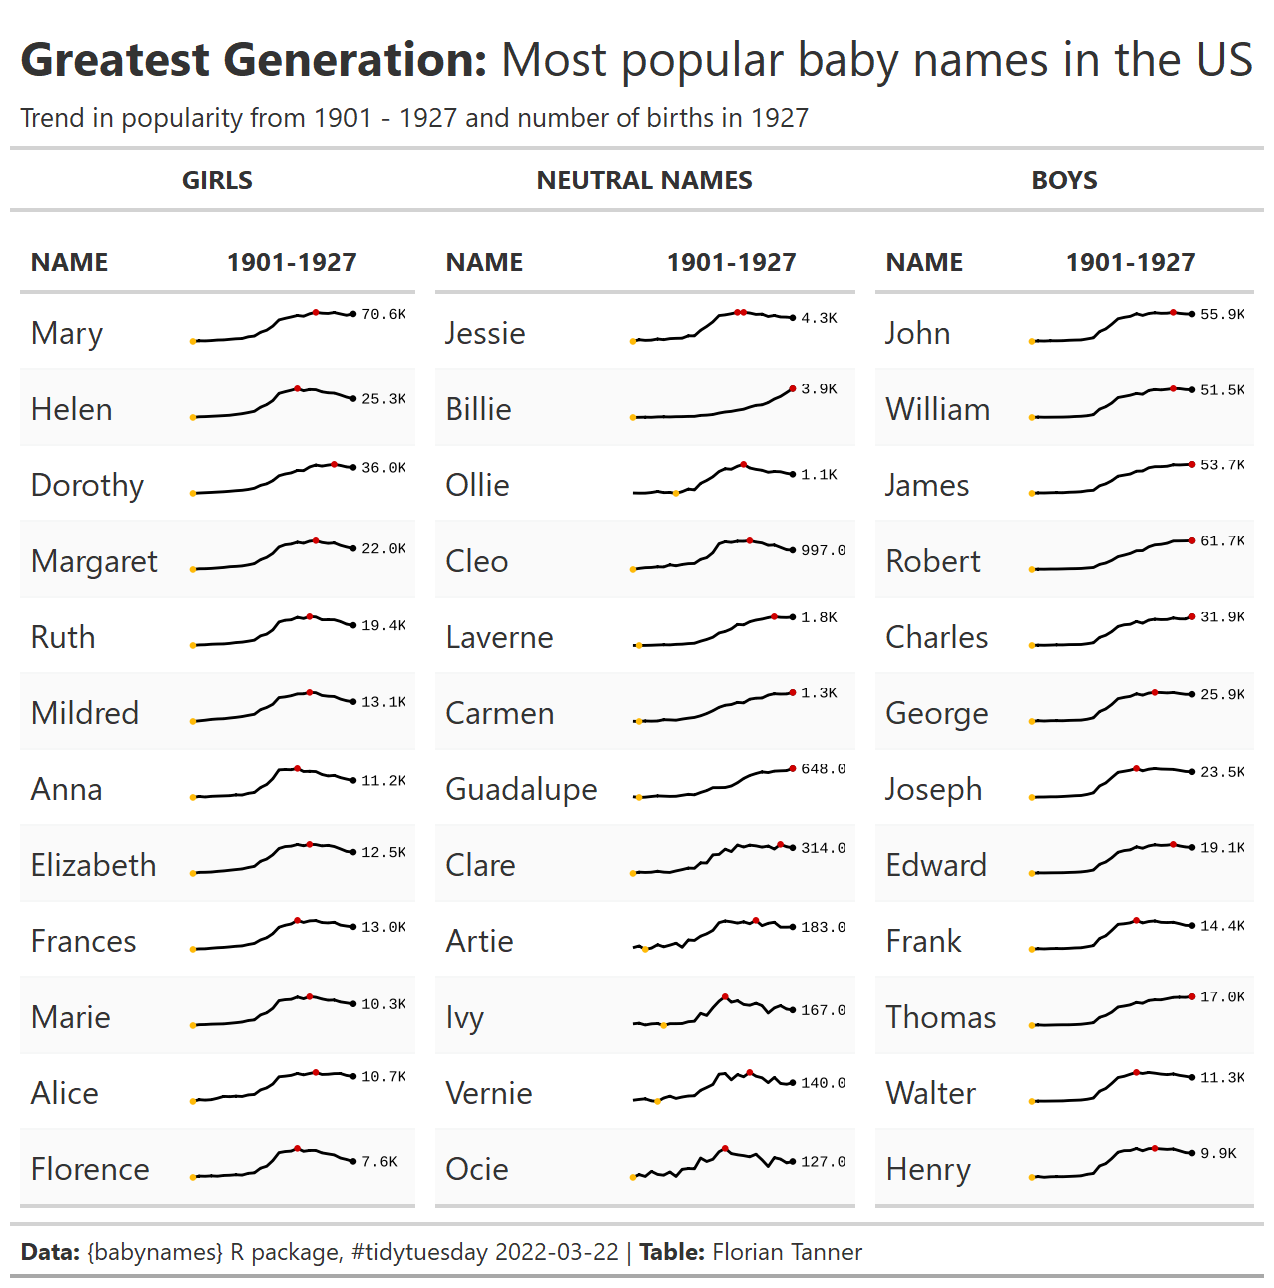 Greatest Generation: Most popular baby names in the US
Trend in popularity from 1901 - 1927 and number of births in 1927
GIRLS NEUTRAL NAMES BOYS
NAME 1901-1927 NAME 1901-1927 NAME 1901-1927
Mary 70.6K Jessie 4.3K John 55.9K
Helen 25.3K Billie 3.9K William 51.5K
Dorothy 36.0K Ollie 1.1K James 53.7K
Margaret 22.0K Cleo 997.0 Robert 61.7K
Ruth 19.4K Laverne 1.8K Charles 31.9K
Mildred 13.1K Carmen 1.3K George 25.9K
Anna 11.2K Guadalupe 648.0 Joseph 23.5K
Elizabeth 12.5K Clare 314.0 Edward 19.1K
Frances 13.0K Artie 183.0 Frank 14.4K
Marie 10.3K Ivy 167.0 Thomas 17.0K
Alice 10.7K Vernie 140.0 Walter 11.3K
Florence 7.6K Ocie 127.0 Henry 9.9K
Data: {babynames} R package, #tidytuesday 2022-03-22 | Table: Florian Tanner